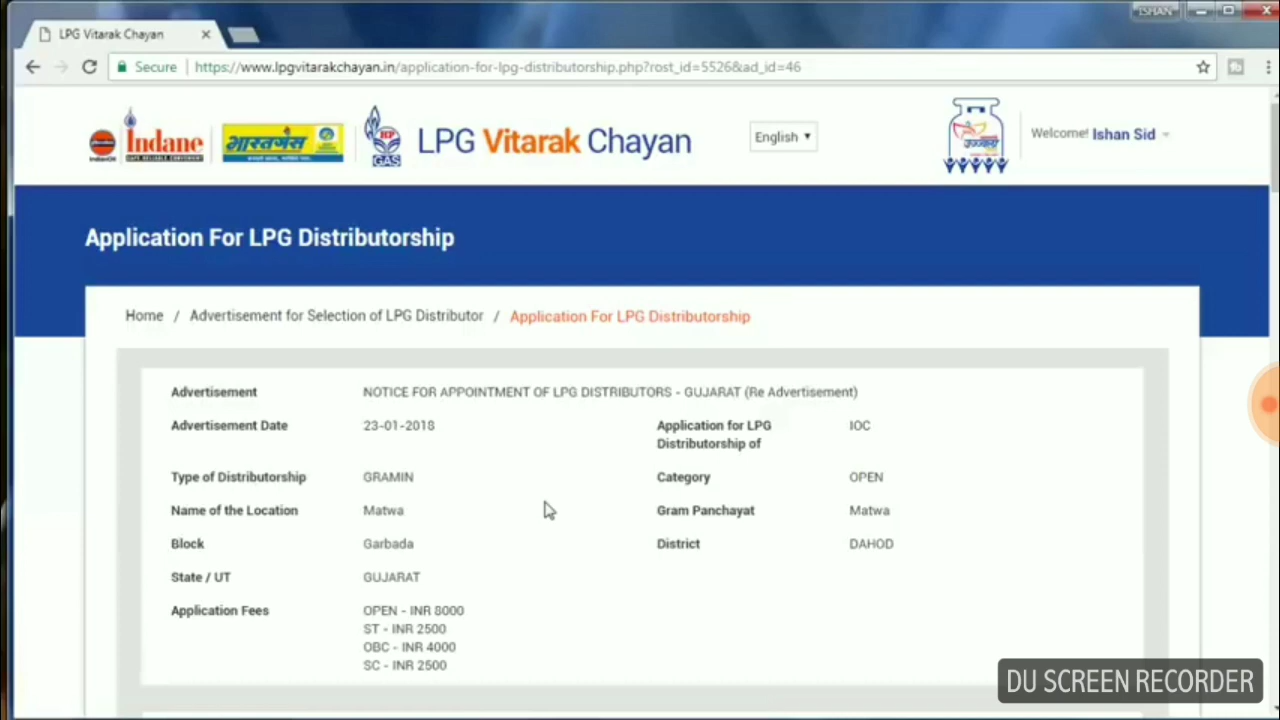 ISHAN
LPG Vitarak Chayan
Secure https://www.lpgvitarakchayan.in/application-for-lpg-distributorship.php?rost_id=5526&ad_id=46
IndianOil Indane भारतगैस HP GAS LPG Vitarak Chayan English Welcome! Ishan Sid
Application For LPG Distributorship
Home / Advertisement for Selection of LPG Distributor / Application For LPG Distributorship
Advertisement NOTICE FOR APPOINTMENT OF LPG DISTRIBUTORS - GUJARAT (Re Advertisement)
Advertisement Date 23-01-2018 Application for LPG IOC
Distributorship of
Type of Distributorship GRAMIN Category OPEN
Name of the Location Matwa Gram Panchayat Matwa
Block Garbada District DAHOD
State / UT GUJARAT
Application Fees OPEN - INR 8000
ST - INR 2500
OBC - INR 4000
SC - INR 2500
DU SCREEN RECORDER